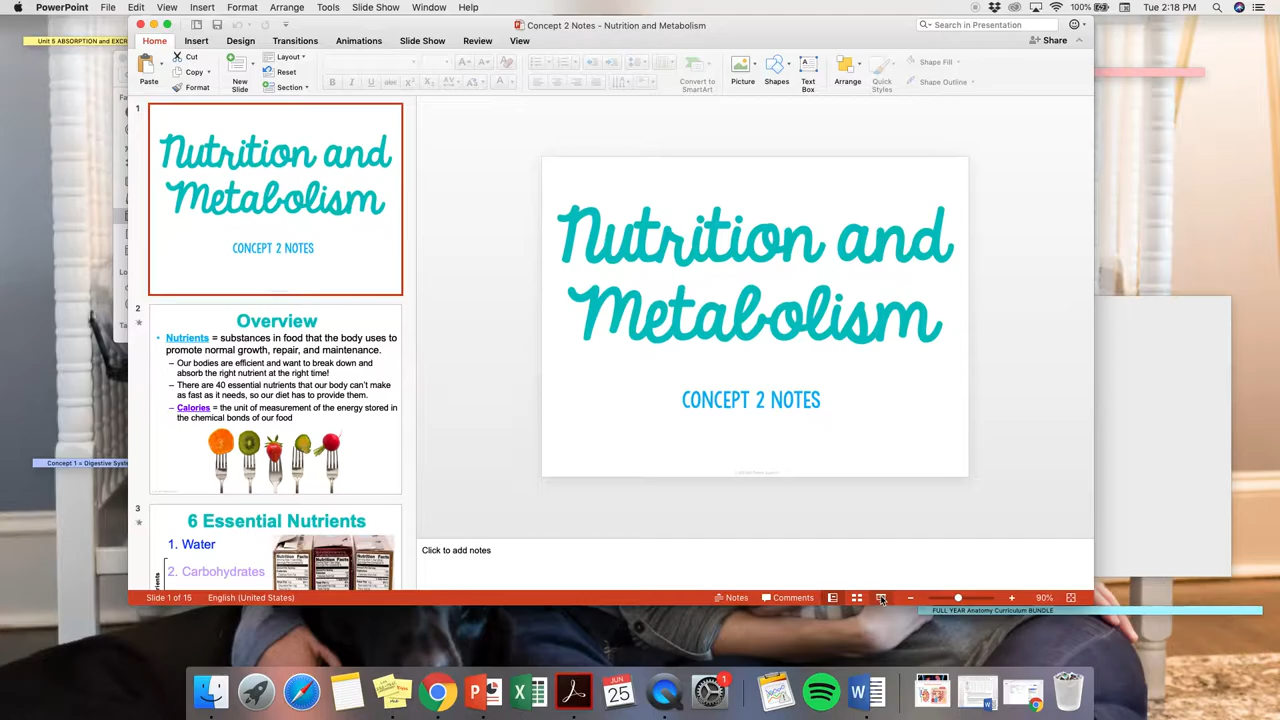 PowerPoint File Edit View Insert Format Arrange Tools Slide Show Window Help 100% Tue 2:18 PM
Unit 5 ABSORPTION and EXCR
Concept 2 Notes - Nutrition and Metabolism
Search in Presentation
Home Insert Design Transitions Animations Slide Show Review View
Share
Paste
Cut
Copy
Format
New Slide
Layout
Reset
Section
Convert to SmartArt
Picture
Shapes
Text Box
Arrange
Quick Styles
Shape Fill
Shape Outline
1
Nutrition and
Metabolism
CONCEPT 2 NOTES
2
Overview
• Nutrients = substances in food that the body uses to
promote normal growth, repair, and maintenance.
– Our bodies are efficient and want to break down and
absorb the right nutrient at the right time!
– There are 40 essential nutrients that our body can't make
as fast as it needs, so our diet has to provide them.
– Calories = the unit of measurement of the energy stored in
the chemical bonds of our food
3
6 Essential Nutrients
1. Water
2. Carbohydrates
Nutrition and
Metabolism
CONCEPT 2 NOTES
Click to add notes
Concept 1 = Digestive Syst
Slide 1 of 15 English (United States) Notes Comments 90%
FULL YEAR Anatomy Curriculum BUNDLE
JUN
25
1